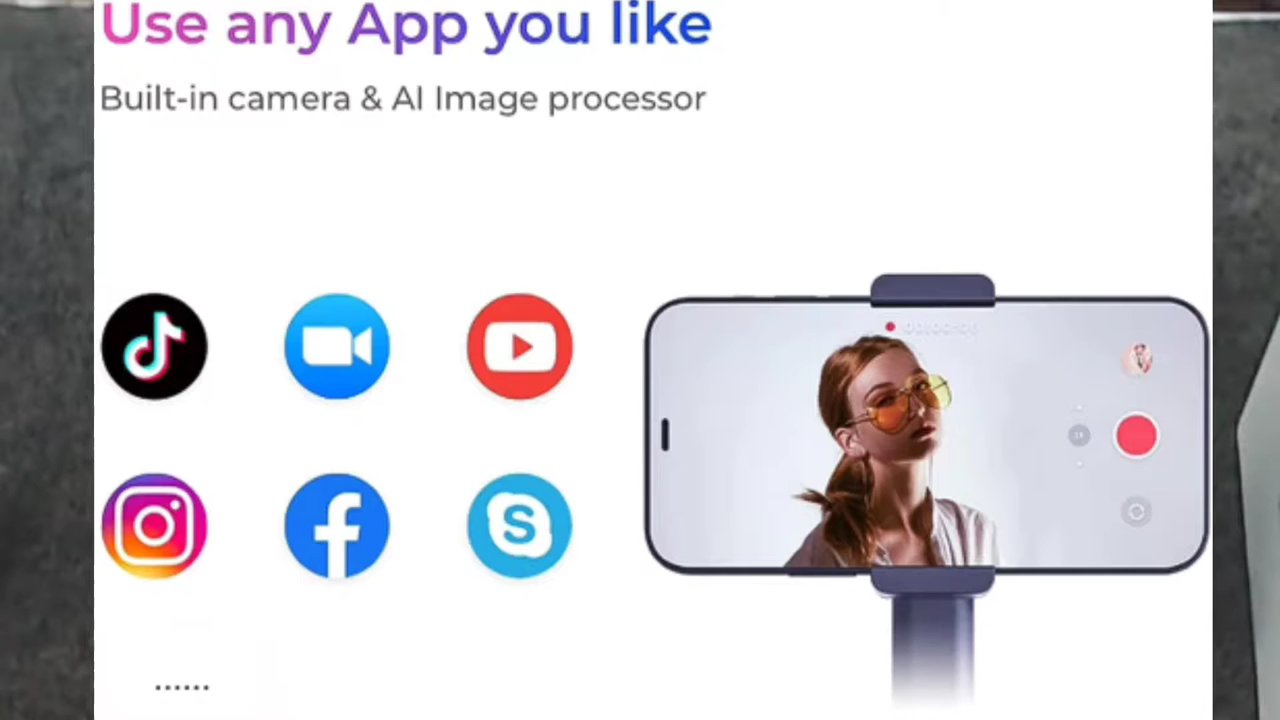 Use any App you like
Built-in camera & AI Image processor
......